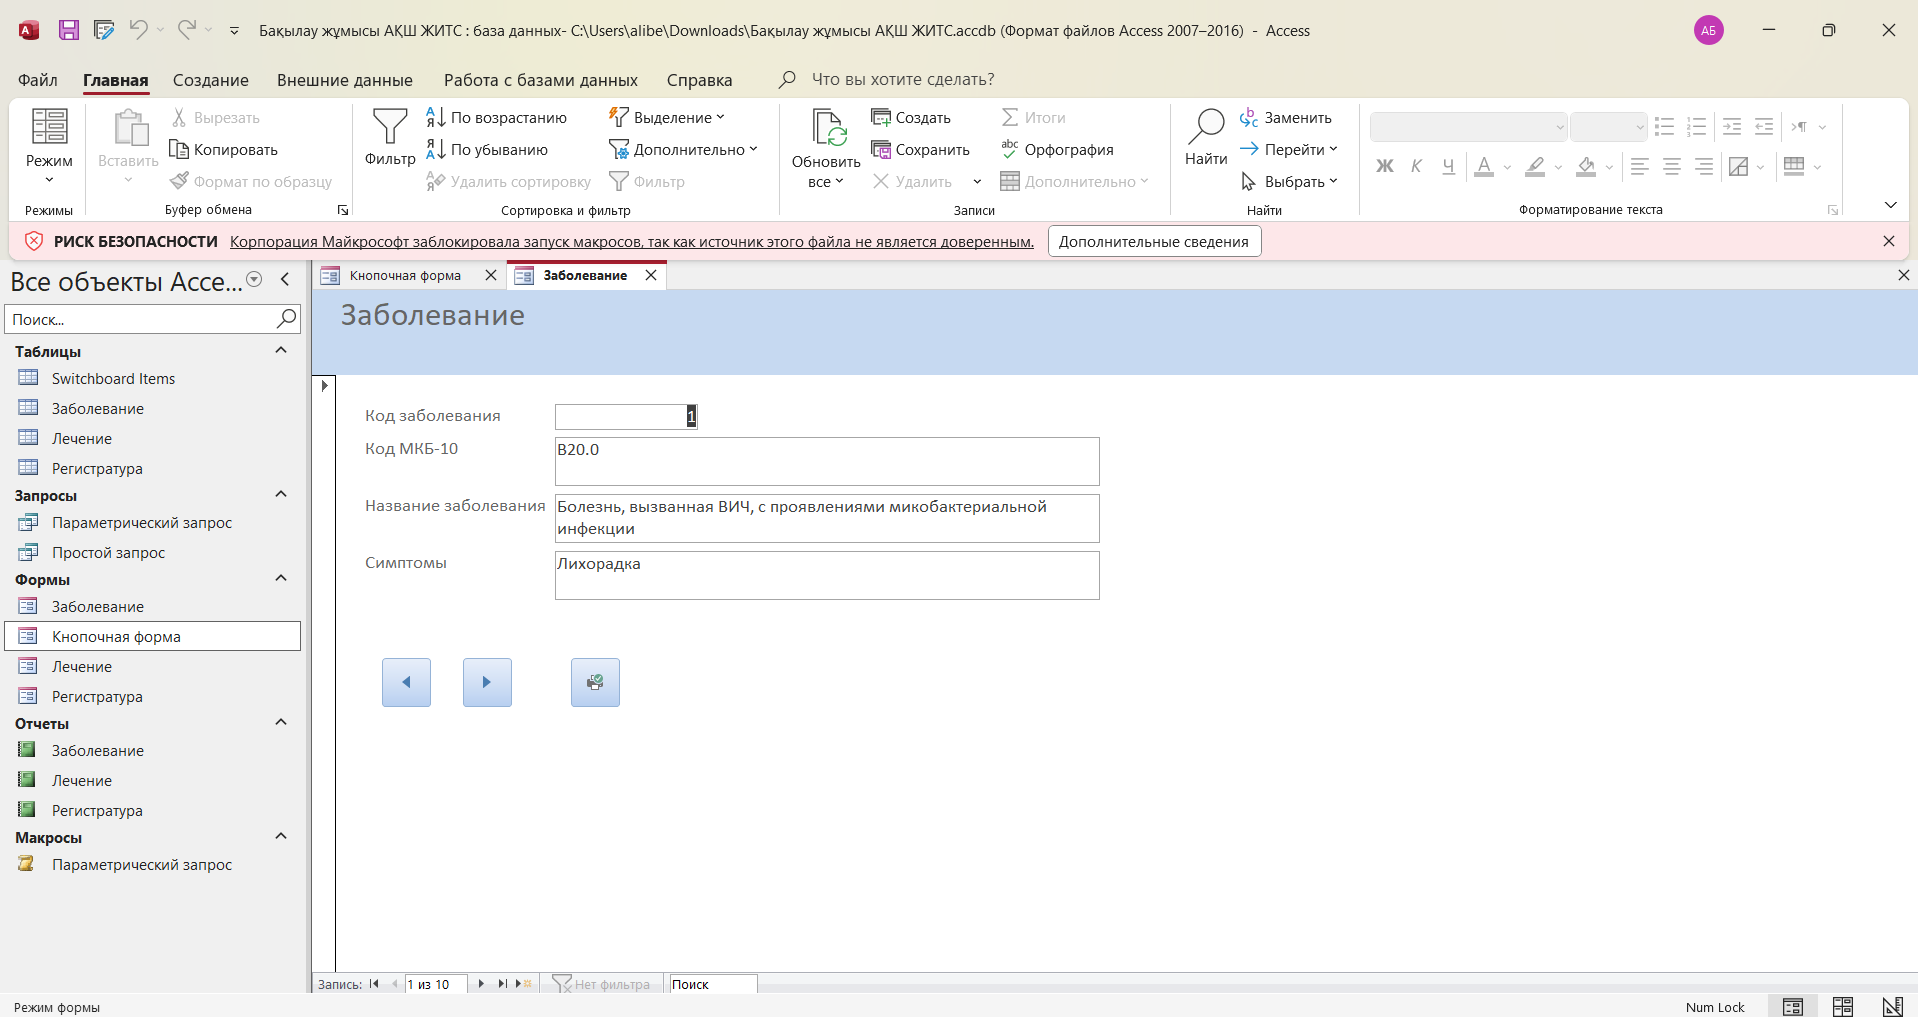 Бақылау жұмысы АҚШ ЖИТС : база данных- C:\Users\alibe\Downloads\Бақылау жұмысы АҚШ ЖИТС.accdb (Формат файлов Access 2007–2016) - Access
АБ
Файл Главная Создание Внешние данные Работа с базами данных Справка Что вы хотите сделать?
Режим
Режимы
Вставить
Вырезать
Копировать
Формат по образцу
Буфер обмена
Фильтр
По возрастанию
По убыванию
Удалить сортировку
Выделение
Дополнительно
Фильтр
Сортировка и фильтр
Обновить
все
Создать
Сохранить
Удалить
Итоги
Орфография
Дополнительно
Записи
Найти
Заменить
Перейти
Выбрать
Найти
Ж К Ч А
Форматирование текста
РИСК БЕЗОПАСНОСТИ Корпорация Майкрософт заблокировала запуск макросов, так как источник этого файла не является доверенным. Дополнительные сведения
Все объекты Acce...
Поиск...
Таблицы
Switchboard Items
Заболевание
Лечение
Регистратура
Запросы
Параметрический запрос
Простой запрос
Формы
Заболевание
Кнопочная форма
Лечение
Регистратура
Отчеты
Заболевание
Лечение
Регистратура
Макросы
Параметрический запрос
Кнопочная форма Заболевание
Заболевание
Код заболевания 1
Код МКБ-10 B20.0
Название заболевания Болезнь, вызванная ВИЧ, с проявлениями микобактериальной
инфекции
Симптомы Лихорадка
Запись: 1 из 10 Нет фильтра Поиск
Режим формы Num Lock